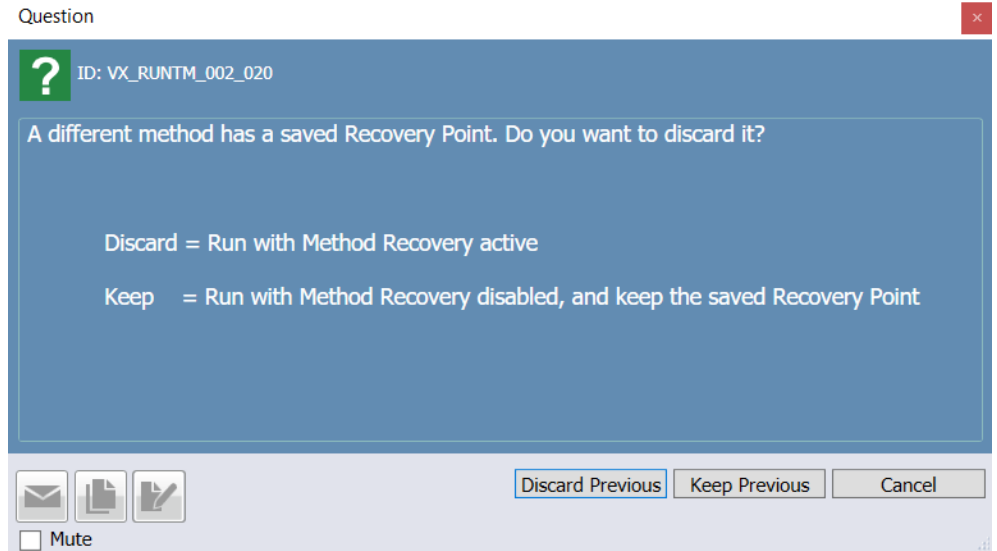 Question
ID: VX_RUNTM_002_020
A different method has a saved Recovery Point. Do you want to discard it?
Discard = Run with Method Recovery active
Keep = Run with Method Recovery disabled, and keep the saved Recovery Point
Discard Previous Keep Previous Cancel
Mute